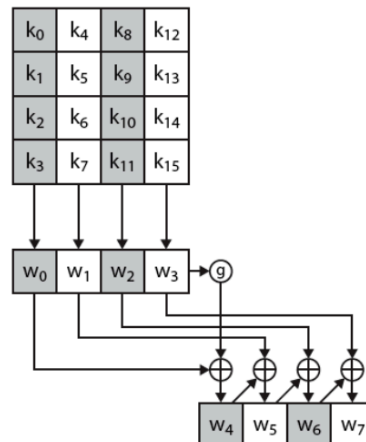 k₀ k₄ k₈ k₁₂
k₁ k₅ k₉ k₁₃
k₂ k₆ k₁₀ k₁₄
k₃ k₇ k₁₁ k₁₅
w₀ w₁ w₂ w₃ g
w₄ w₅ w₆ w₇